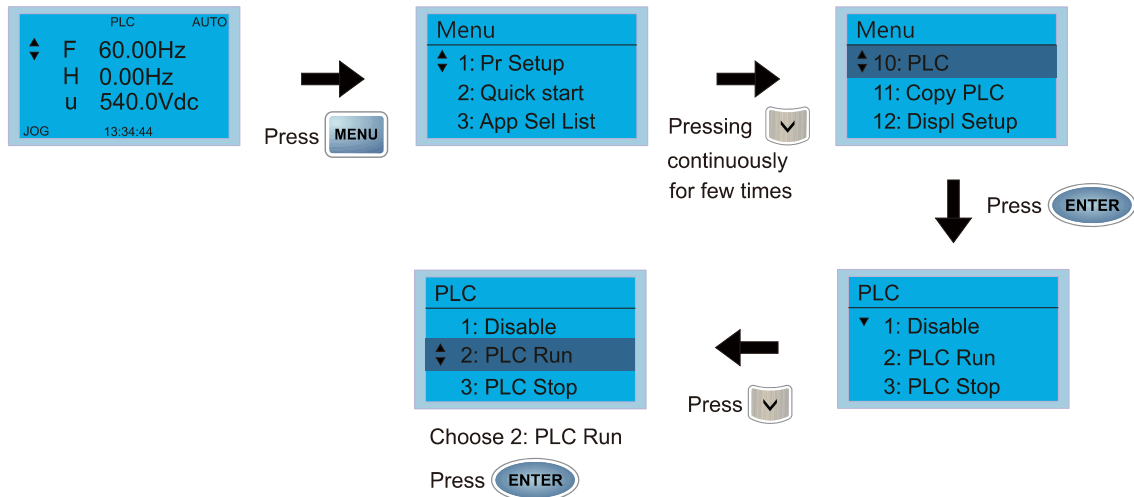 PLC AUTO
F 60.00Hz
H 0.00Hz
u 540.0Vdc
JOG 13:34:44
Press MENU
Menu
1: Pr Setup
2: Quick start
3: App Sel List
Pressing
continuously
for few times
Menu
10: PLC
11: Copy PLC
12: Displ Setup
Press ENTER
PLC
1: Disable
2: PLC Run
3: PLC Stop
Press
PLC
1: Disable
2: PLC Run
3: PLC Stop
Choose 2: PLC Run
Press ENTER